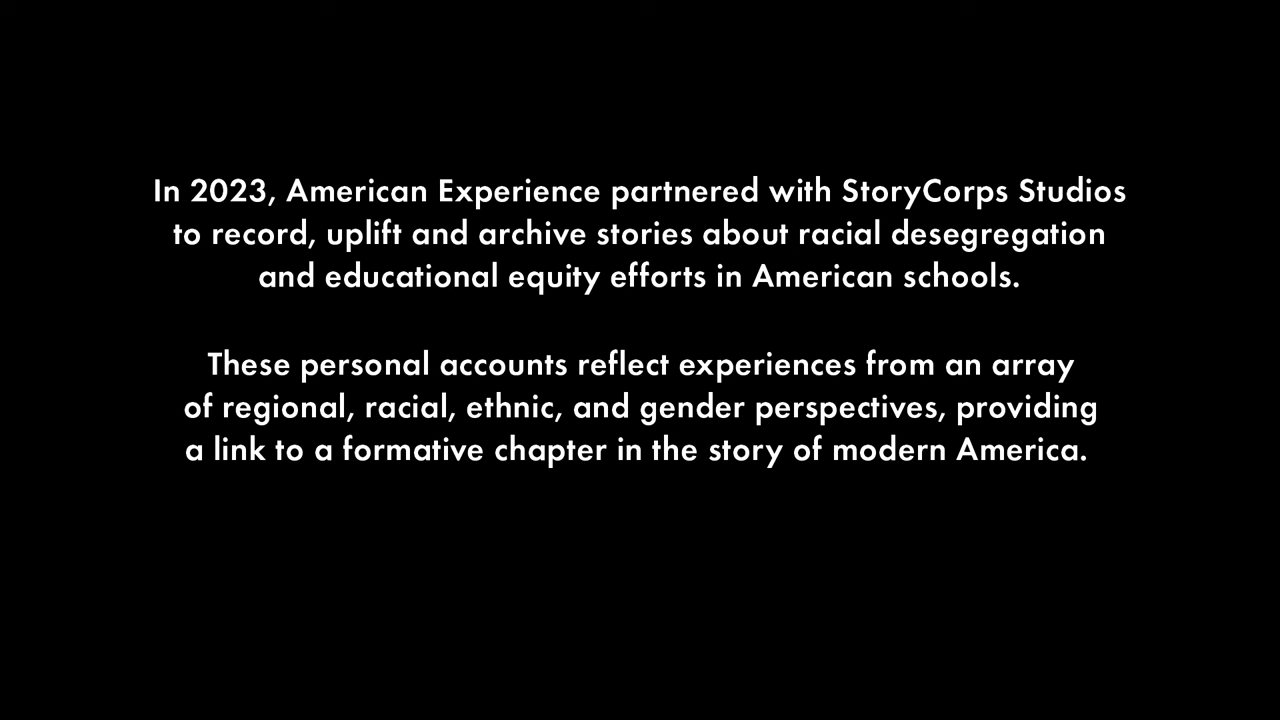 In 2023, American Experience partnered with StoryCorps Studios
to record, uplift and archive stories about racial desegregation
and educational equity efforts in American schools.
These personal accounts reflect experiences from an array
of regional, racial, ethnic, and gender perspectives, providing
a link to a formative chapter in the story of modern America.